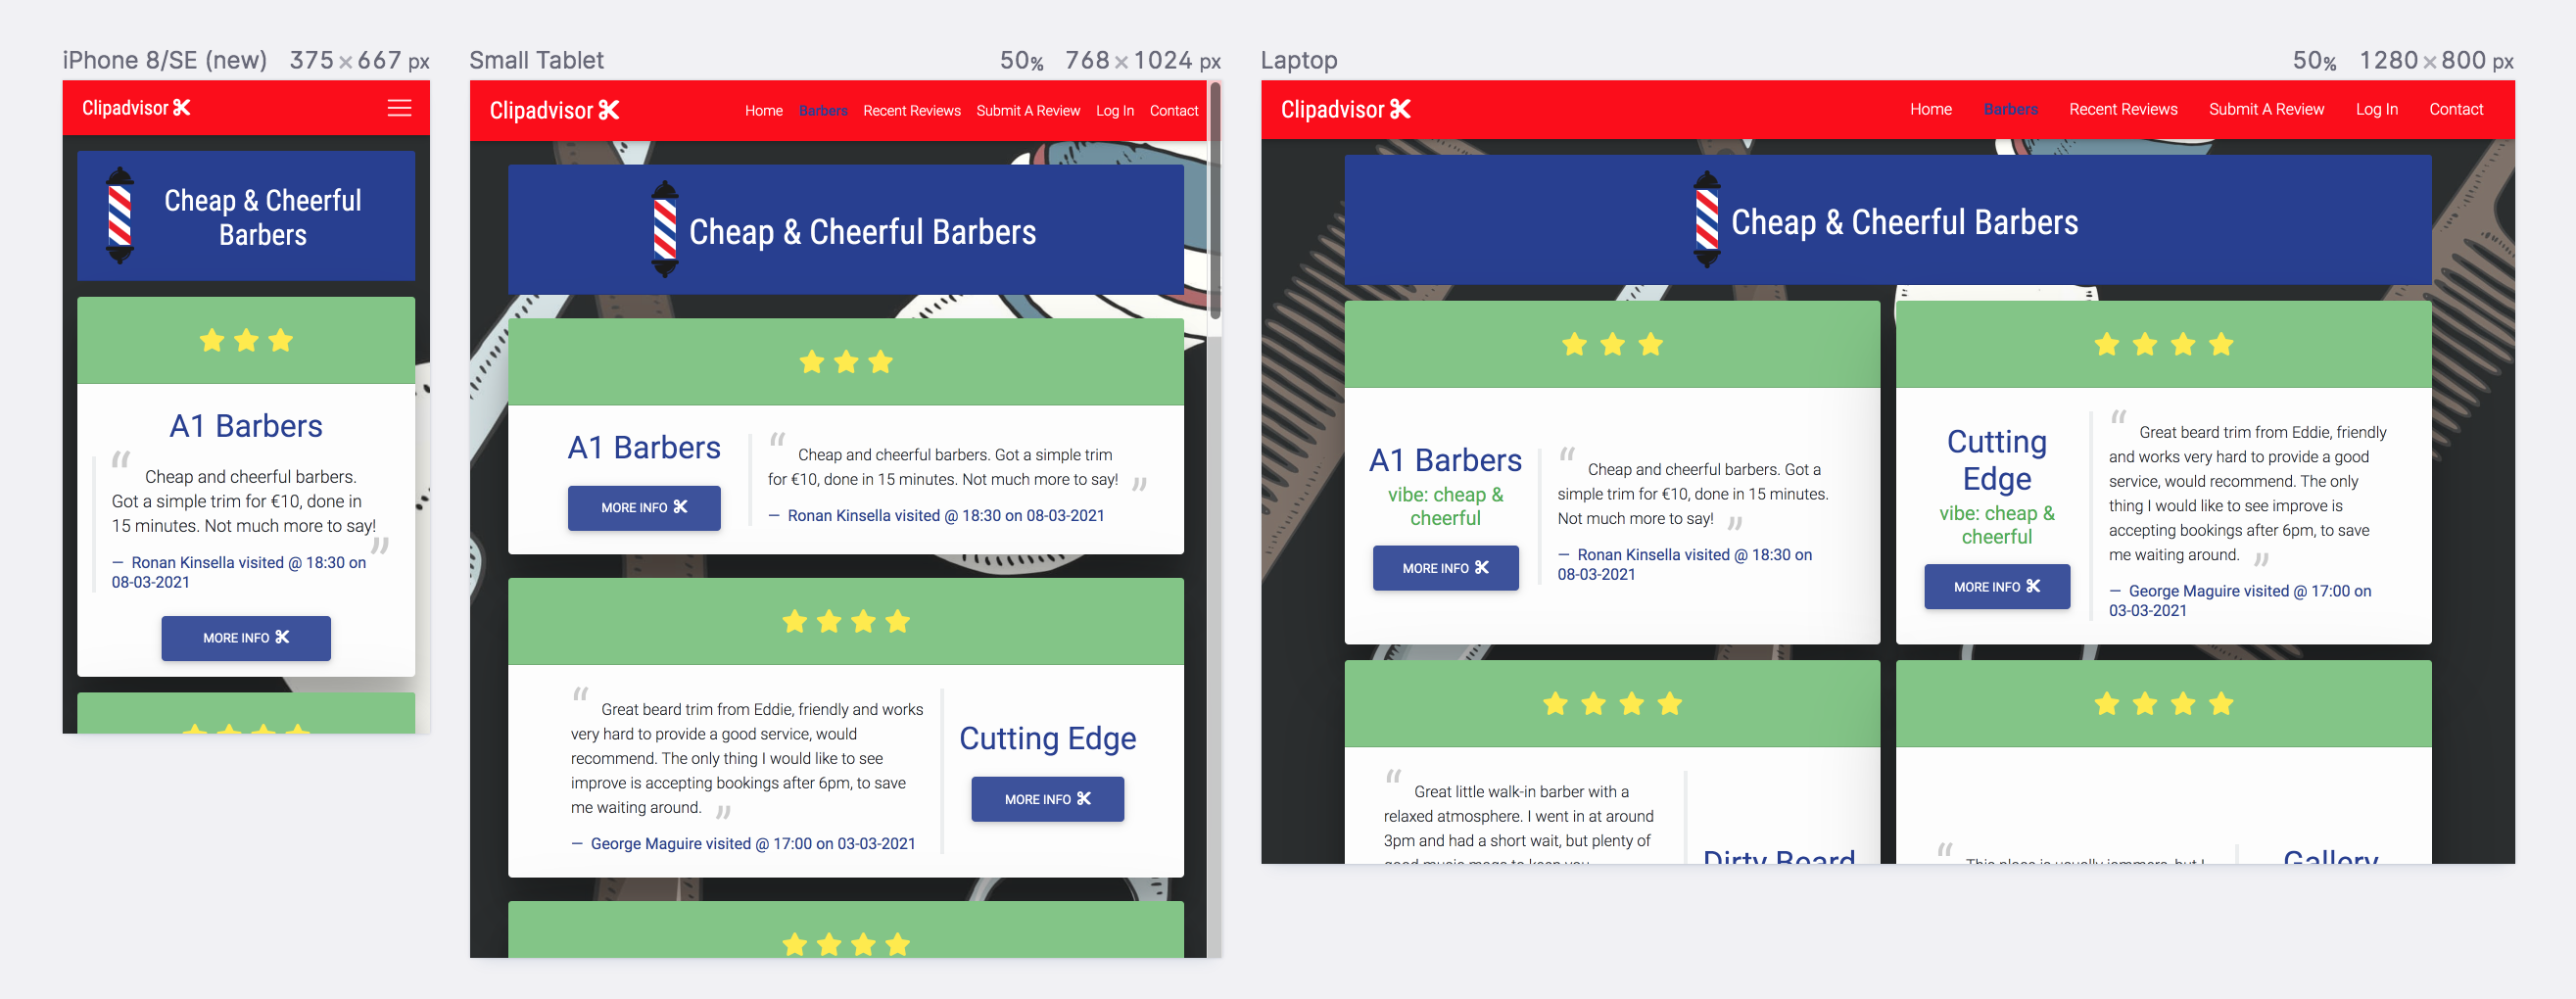 iPhone 8/SE (new) 375×667 px
Clipadvisor
Cheap & Cheerful
Barbers
A1 Barbers
“ Cheap and cheerful barbers.
Got a simple trim for €10, done in
15 minutes. Not much more to say! ”
— Ronan Kinsella visited @ 18:30 on
08-03-2021
MORE INFO
Small Tablet 50% 768×1024 px
Clipadvisor Home Barbers Recent Reviews Submit A Review Log In Contact
Cheap & Cheerful Barbers
A1 Barbers
MORE INFO
“ Cheap and cheerful barbers. Got a simple trim
for €10, done in 15 minutes. Not much more to say! ”
— Ronan Kinsella visited @ 18:30 on 08-03-2021
“ Great beard trim from Eddie, friendly and works
very hard to provide a good service, would
recommend. The only thing I would like to see
improve is accepting bookings after 6pm, to save
me waiting around. ”
— George Maguire visited @ 17:00 on 03-03-2021
Cutting Edge
MORE INFO
Laptop 50% 1280×800 px
Clipadvisor Home Barbers Recent Reviews Submit A Review Log In Contact
Cheap & Cheerful Barbers
A1 Barbers
vibe: cheap &
cheerful
MORE INFO
“ Cheap and cheerful barbers. Got a
simple trim for €10, done in 15 minutes.
Not much more to say! ”
— Ronan Kinsella visited @ 18:30 on
08-03-2021
Cutting
Edge
vibe: cheap &
cheerful
MORE INFO
“ Great beard trim from Eddie, friendly
and works very hard to provide a good
service, would recommend. The only
thing I would like to see improve is
accepting bookings after 6pm, to save
me waiting around. ”
— George Maguire visited @ 17:00 on
03-03-2021
“ Great little walk-in barber with a
relaxed atmosphere. I went in at around
3pm and had a short wait, but plenty of
good music mags to keep you
Dirty Beard
“ This place is usually jammers, but I
Gallery